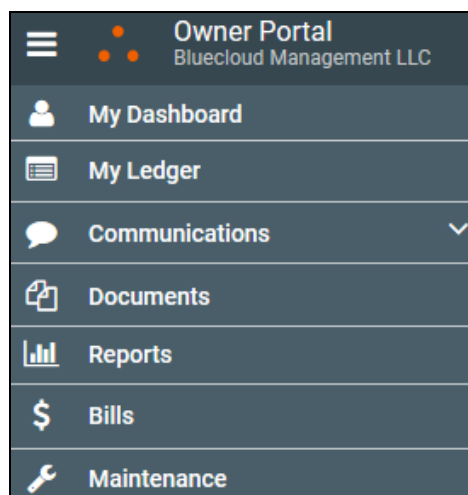 Owner Portal
Bluecloud Management LLC
My Dashboard
My Ledger
Communications
Documents
Reports
Bills
Maintenance